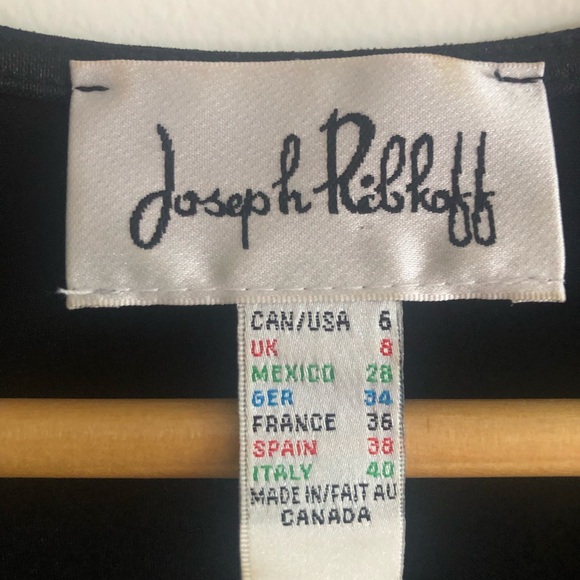 Joseph Ribkoff
CAN/USA 6
UK 8
MEXICO 28
GER 34
FRANCE 36
SPAIN 38
ITALY 40
MADE IN/FAIT AU
CANADA